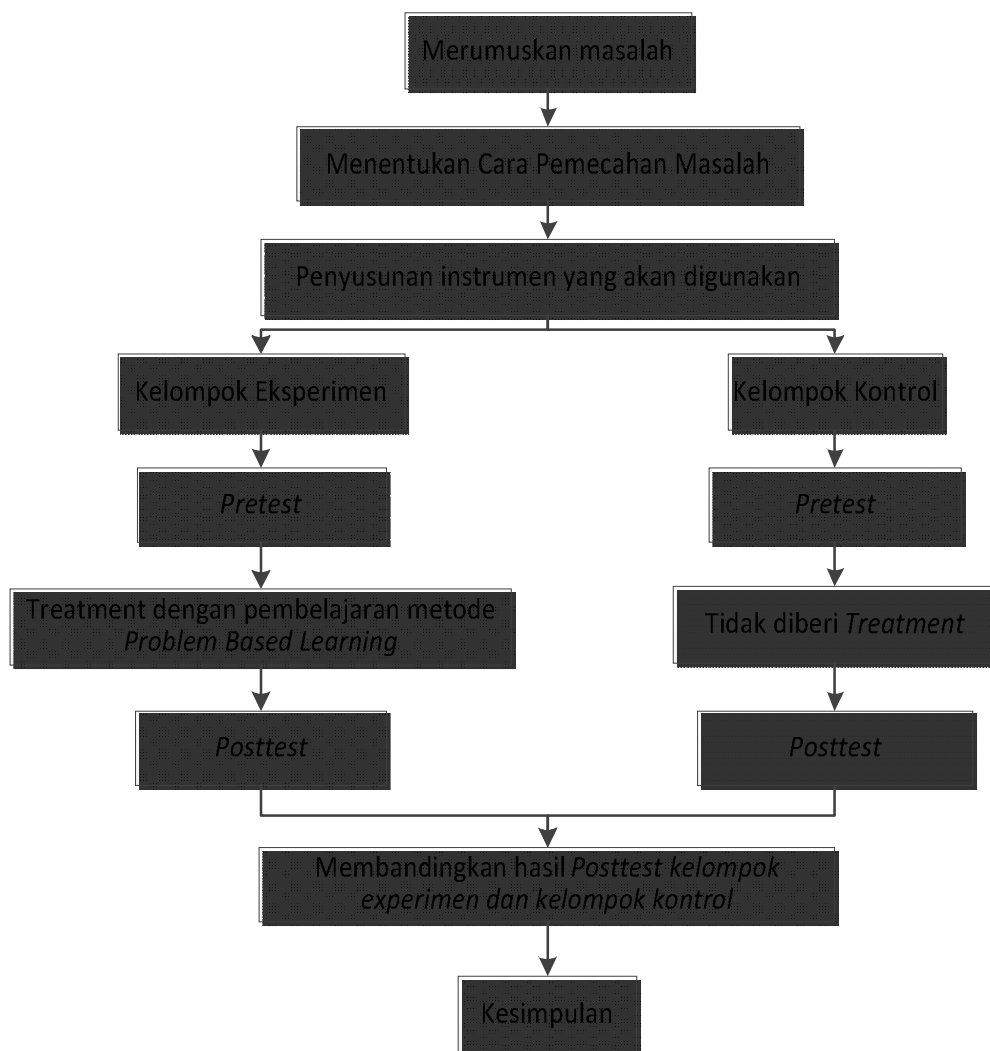 Merumuskan masalah
Menentukan Cara Pemecahan Masalah
Penyusunan instrumen yang akan digunakan
Kelompok Eksperimen
Kelompok Kontrol
Pretest
Pretest
Treatment dengan pembelajaran metode
Problem Based Learning
Tidak diberi Treatment
Posttest
Posttest
Membandingkan hasil Posttest kelompok
experimen dan kelompok kontrol
Kesimpulan